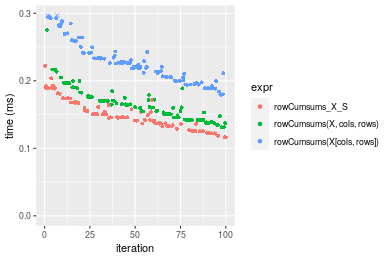 0.3
0.2
0.1
0.0
time (ms)
0
25
50
75
100
iteration
expr
rowCumsums_X_S
rowCumsums(X, cols, rows)
rowCumsums(X[cols, rows])